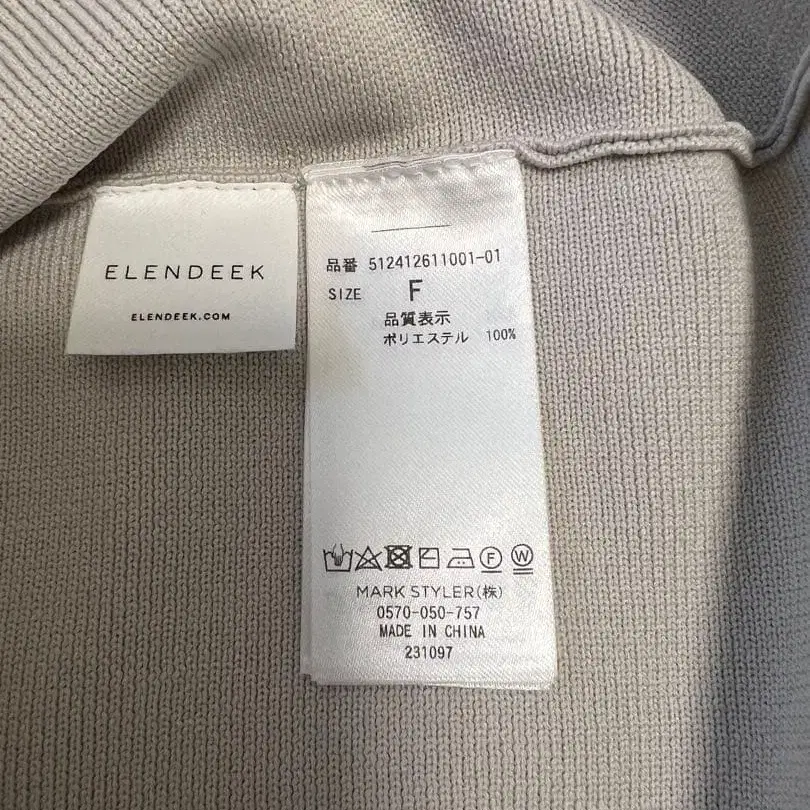 ELENDEEK
ELENDEEK.COM
品番 512412611001-01
SIZE F
品質表示
ポリエステル 100%
F W
MARK STYLER(株)
0570-050-757
MADE IN CHINA
231097